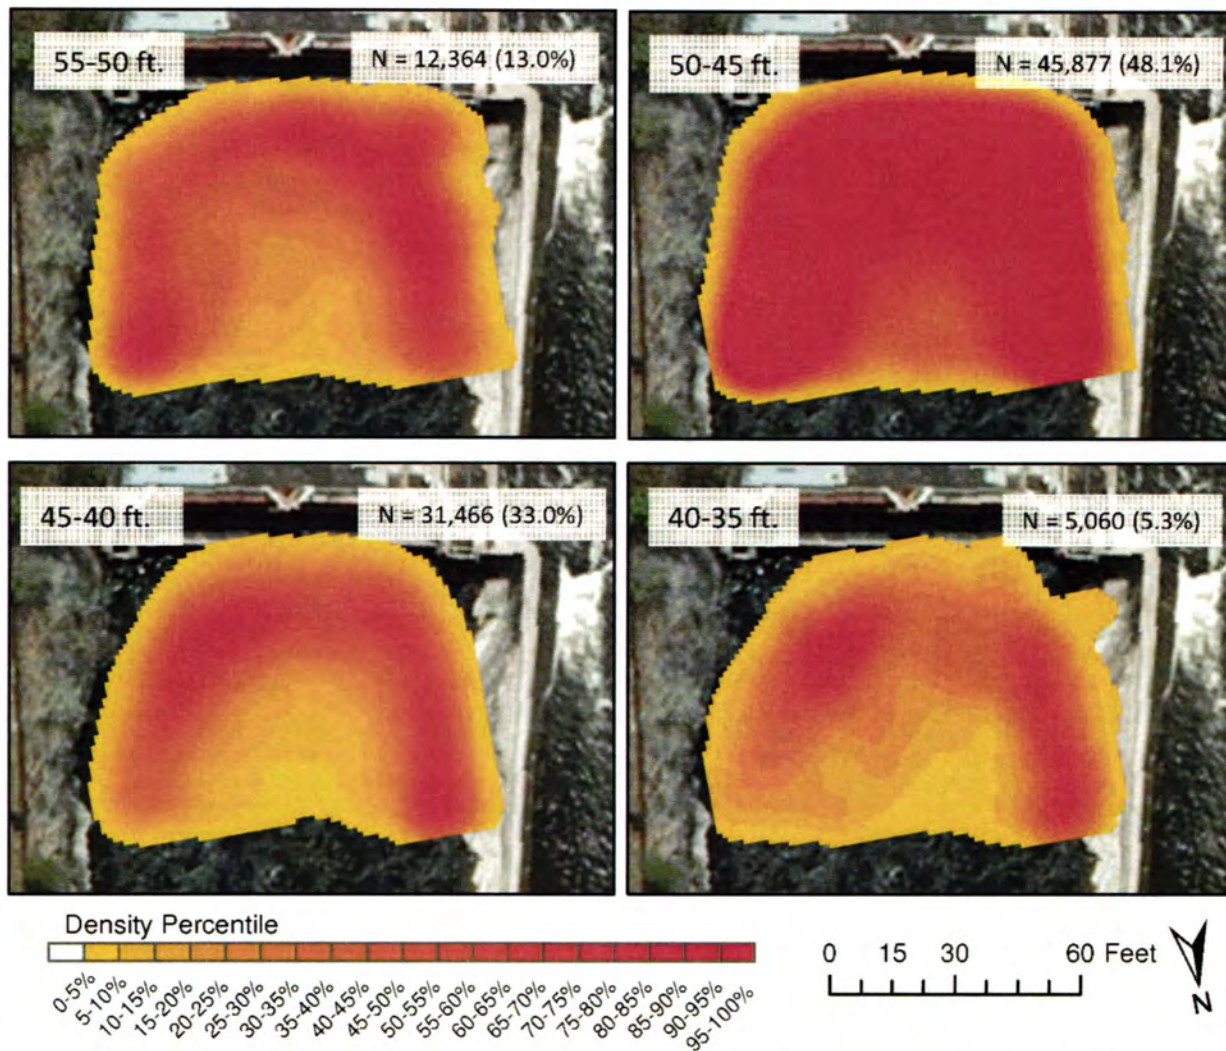 55-50 ft.
N = 12,364 (13.0%)
50-45 ft.
N = 45,877 (48.1%)
45-40 ft.
N = 31,466 (33.0%)
40-35 ft.
N = 5,060 (5.3%)
Density Percentile
0-5%
5-10%
10-15%
15-20%
20-25%
25-30%
30-35%
35-40%
40-45%
45-50%
50-55%
55-60%
60-65%
65-70%
70-75%
75-80%
80-85%
85-90%
90-95%
95-100%
0 15 30 60 Feet
N